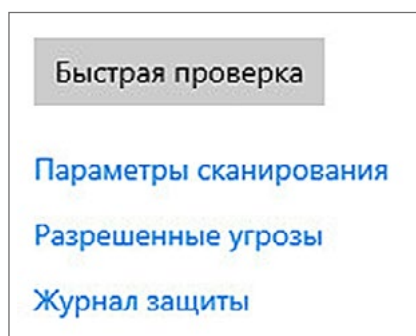 Быстрая проверка
Параметры сканирования
Разрешенные угрозы
Журнал защиты